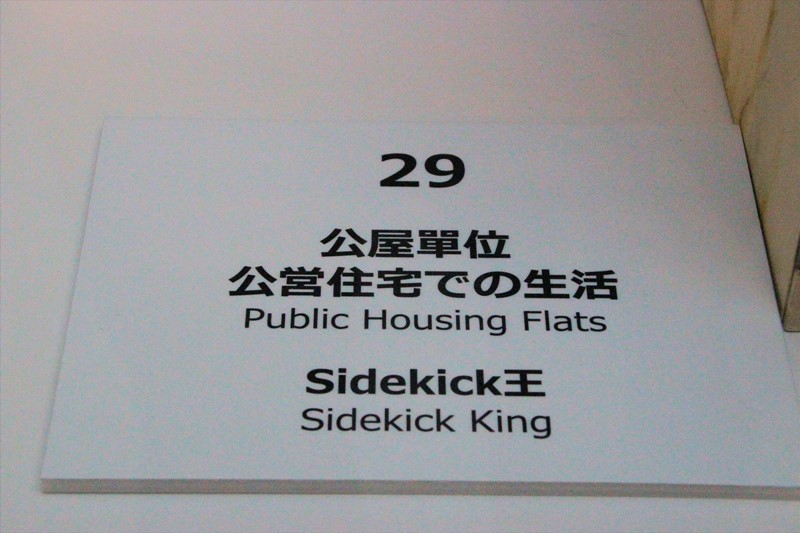 29
公屋單位
公営住宅での生活
Public Housing Flats
Sidekick王
Sidekick King